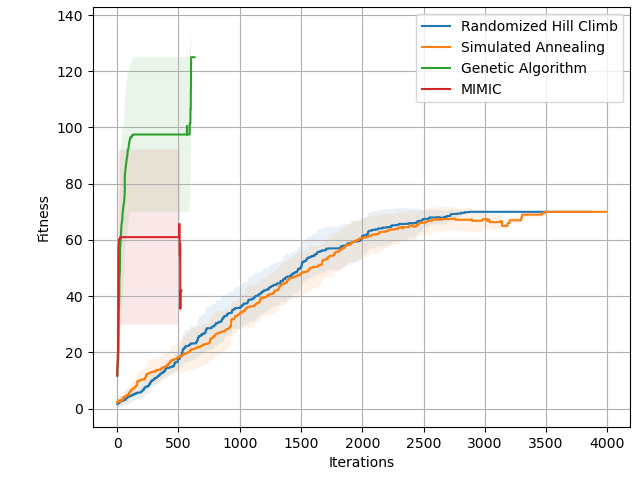 140
120
100
80
60
40
20
0
Fitness
Randomized Hill Climb
Simulated Annealing
Genetic Algorithm
MIMIC
0 500 1000 1500 2000 2500 3000 3500 4000
Iterations